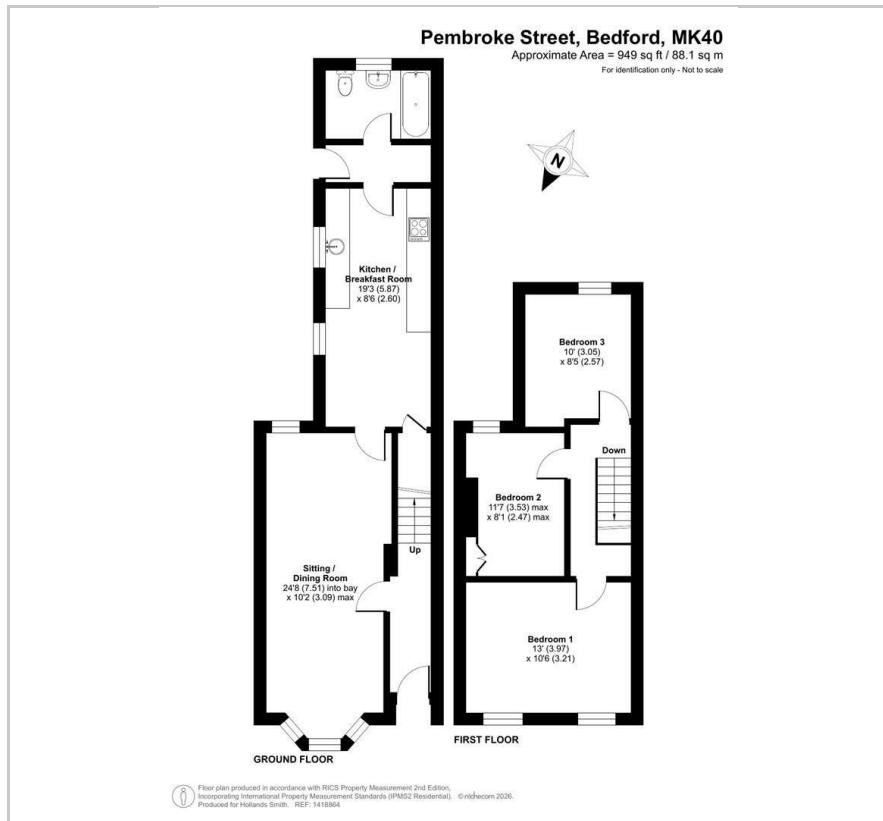 Pembroke Street, Bedford, MK40
Approximate Area = 949 sq ft / 88.1 sq m
For identification only - Not to scale
N
Kitchen /
Breakfast Room
19'3 (5.87)
x 8'6 (2.60)
Up
Sitting /
Dining Room
24'8 (7.51) into bay
x 10'2 (3.09) max
GROUND FLOOR
Bedroom 3
10' (3.05)
x 8'5 (2.57)
Down
Bedroom 2
11'7 (3.53) max
x 8'1 (2.47) max
Bedroom 1
13' (3.97)
x 10'6 (3.21)
FIRST FLOOR
Floor plan produced in accordance with RICS Property Measurement 2nd Edition,
Incorporating International Property Measurement Standards (IPMS2 Residential). © ntchecom 2026.
Produced for Hollands Smith. REF: 1418864